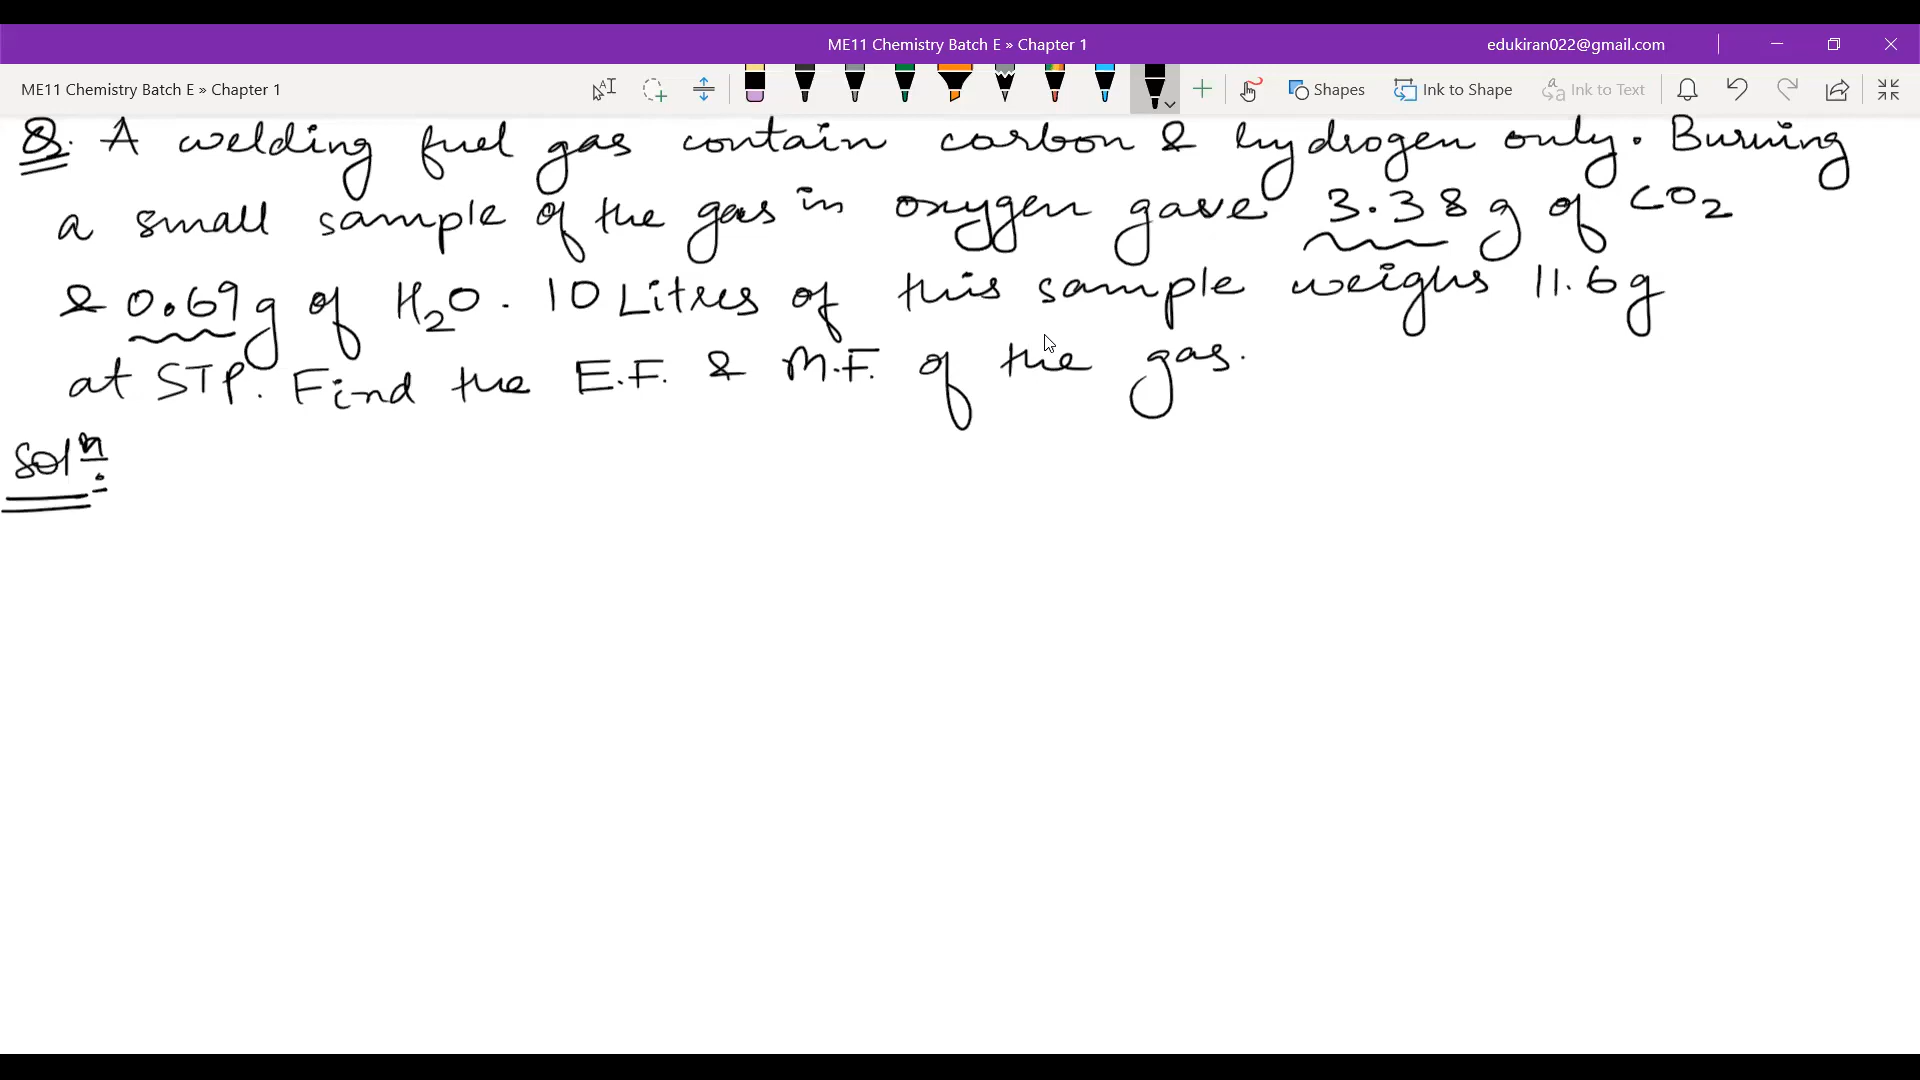 ME11 Chemistry Batch E » Chapter 1
edukiran022@gmail.com
ME11 Chemistry Batch E » Chapter 1
Shapes
Ink to Shape
Ink to Text
Q. A welding fuel gas contain carbon & hydrogen only. Burning
a small sample of the gas in oxygen gave 3.38 g of CO2
& 0.69 g of H2O. 10 Litres of this sample weighs 11.6 g
at STP. Find the E.F. & M.F. of the gas.
Soln: